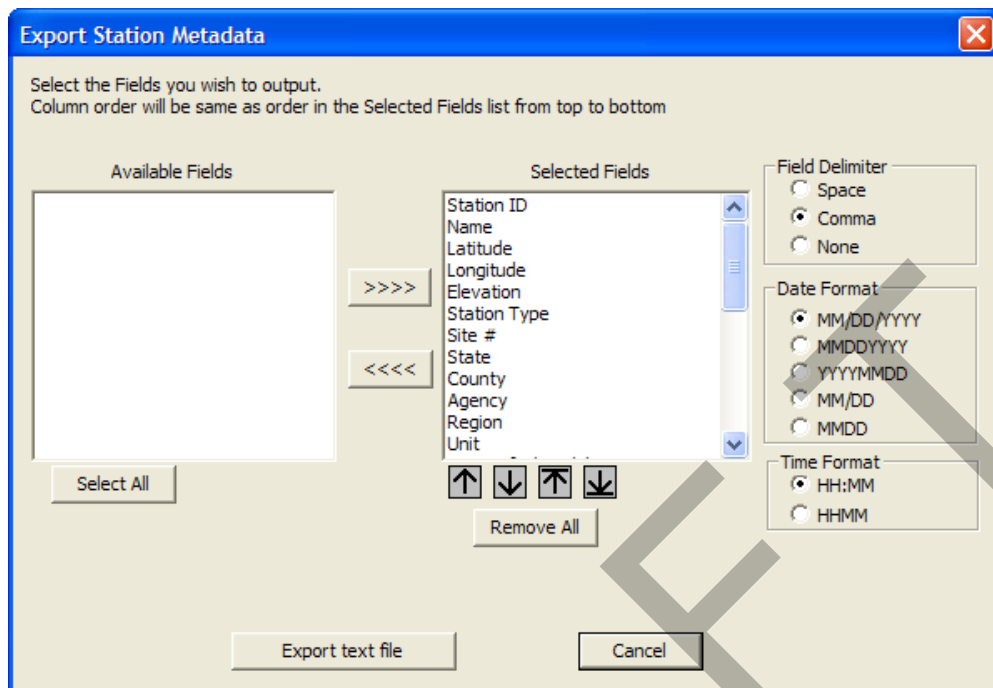 Export Station Metadata
Select the Fields you wish to output.
Column order will be same as order in the Selected Fields list from top to bottom
Available Fields
>>>>
<<<<
Select All
Selected Fields
Station ID
Name
Latitude
Longitude
Elevation
Station Type
Site #
State
County
Agency
Region
Unit
Remove All
Field Delimiter
Space
Comma
None
Date Format
MM/DD/YYYY
MMDDYYYY
YYYYMMDD
MM/DD
MMDD
Time Format
HH:MM
HHMM
Export text file
Cancel